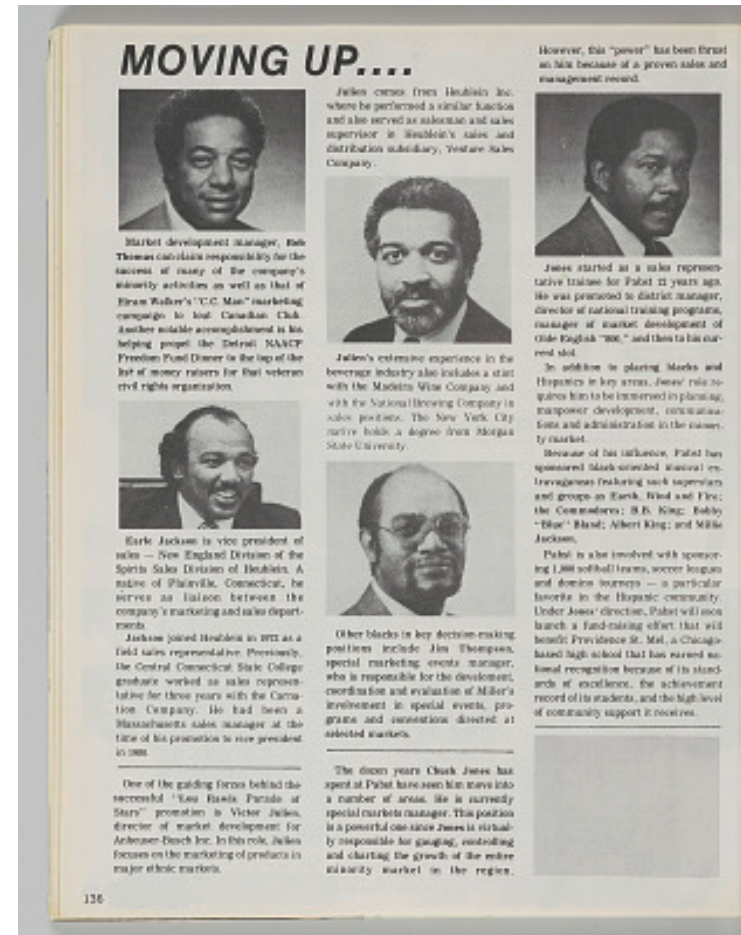 MOVING UP....
Market development manager, Bob
Thomas can claim responsibility for the
success of many of the company's
minority activities as well as that of
Hiram Walker's "C.C. Man" marketing
campaign to tout Canadian Club.
Another notable accomplishment is his
helping propel the Detroit NAACP
Freedom Fund Dinner to the top of the
list of money raisers for that veteran
civil rights organization.
Earle Jackson is vice president of
sales — New England Division of the
Spirits Sales Division of Heublein. A
native of Plainville, Connecticut, he
serves as liaison between the
company's marketing and sales depart-
ments.
Jackson joined Heublein in 1972 as a
field sales representative. Previously,
the Central Connecticut State College
graduate worked as sales represen-
tative for three years with the Carna-
tion Company. He had been a
Massachusetts sales manager at the
time of his promotion to vice president
in
One of the guiding forces behind the
successful "Lou Rawls Parade of
Stars" promotion is Victor Julien,
director of market development for
Anheuser-Busch Inc. In this role, Julien
focuses on the marketing of products in
major ethnic markets.
Julien comes from Heublein Inc.
where he performed a similar function
and also served as salesman and sales
supervisor in Heublein's sales and
distribution subsidiary, Venture Sales
Company.
Julien's extensive experience in the
beverage industry also includes a stint
with the Madeira Wine Company and
with the National Brewing Company in
sales positions. The New York City
native holds a degree from Morgan
State University.
Other blacks in key decision-making
positions include Jim Thompson,
special marketing events manager,
who is responsible for the development,
coordination and evaluation of Miller's
involvement in special events, pro-
grams and conventions directed at
selected markets.
The dozen years Chuck Jones has
spent at Pabst have seen him move into
a number of areas. He is currently
special markets manager. This position
is a powerful one since Jones is virtual-
ly responsible for gauging, controlling
and charting the growth of the entire
minority market in the region.
However, this "power" has been thrust
on him because of a proven sales and
management record.
Jones started as a sales represen-
tative trainee for Pabst 12 years ago.
He was promoted to district manager,
director of national training programs,
manager of market development of
Olde English "800," and then to his cur-
rent slot.
In addition to placing blacks and
Hispanics in key areas, Jones' role re-
quires him to be immersed in planning,
manpower development, communica-
tions and administration in the minori-
ty market.
Because of his influence, Pabst has
sponsored black-oriented musical ex-
travaganzas featuring such superstars
and groups as Earth, Wind and Fire;
the Commodores; B.B. King; Bobby
"Blue" Bland; Albert King; and Millie
Jackson.
Pabst is also involved with sponsor-
ing 1,000 softball teams, soccer leagues
and domino tourneys — a particular
favorite in the Hispanic community.
Under Jones' direction, Pabst will soon
launch a fund-raising effort that will
benefit Providence St. Mel, a Chicago-
based high school that has earned na-
tional recognition because of its stand-
ards of excellence, the achievement
record of its students, and the high level
of community support it receives.
136